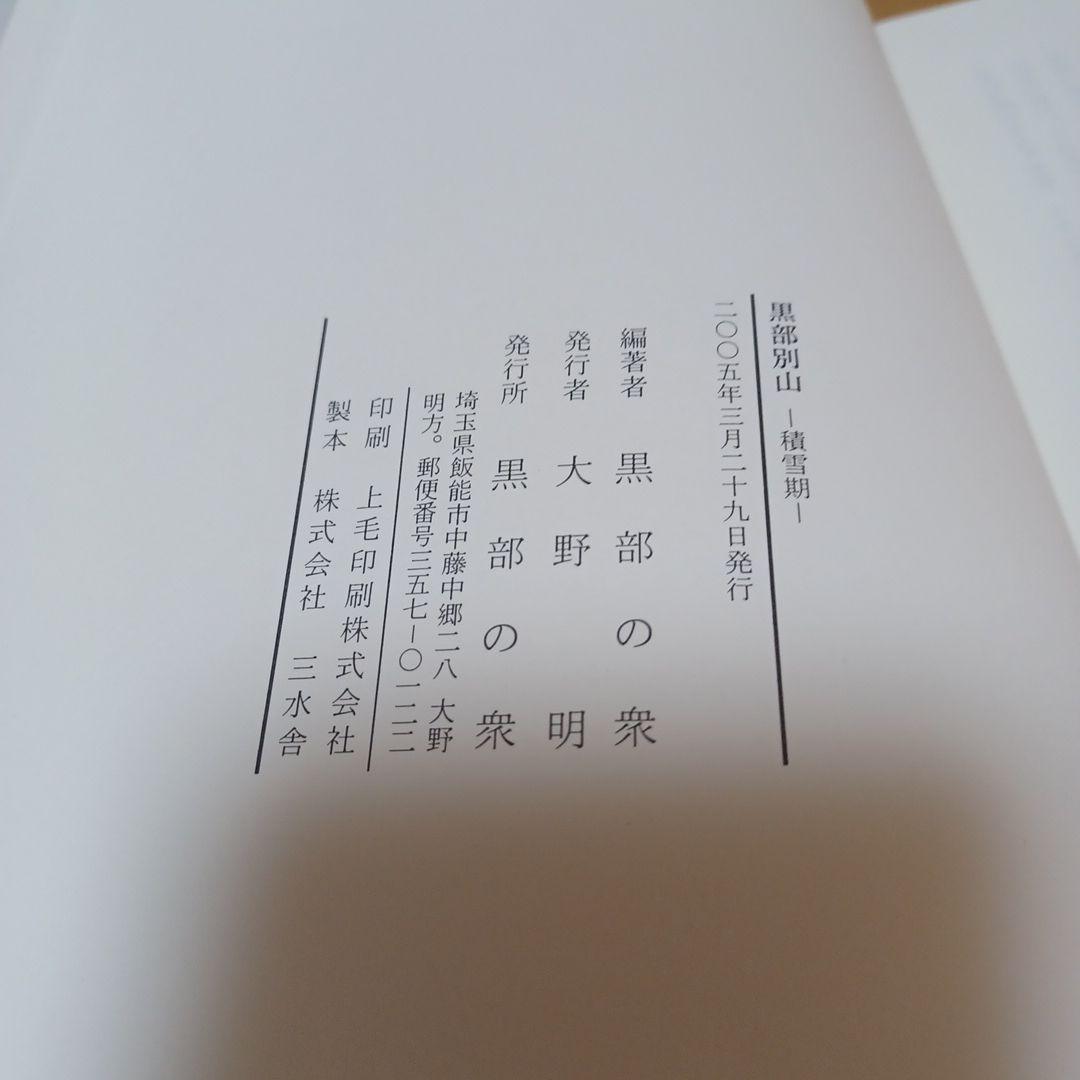 黒部別山 ―積雪期―
二〇〇五年三月二十九日発行
編著者 黒部の衆
発行者 大野明
発行所 黒部の衆
埼玉県飯能市中藤中郷二八 大野
明方。郵便番号三五七―〇一二二
印刷 上毛印刷株式会社
製本 株式会社 三水舎